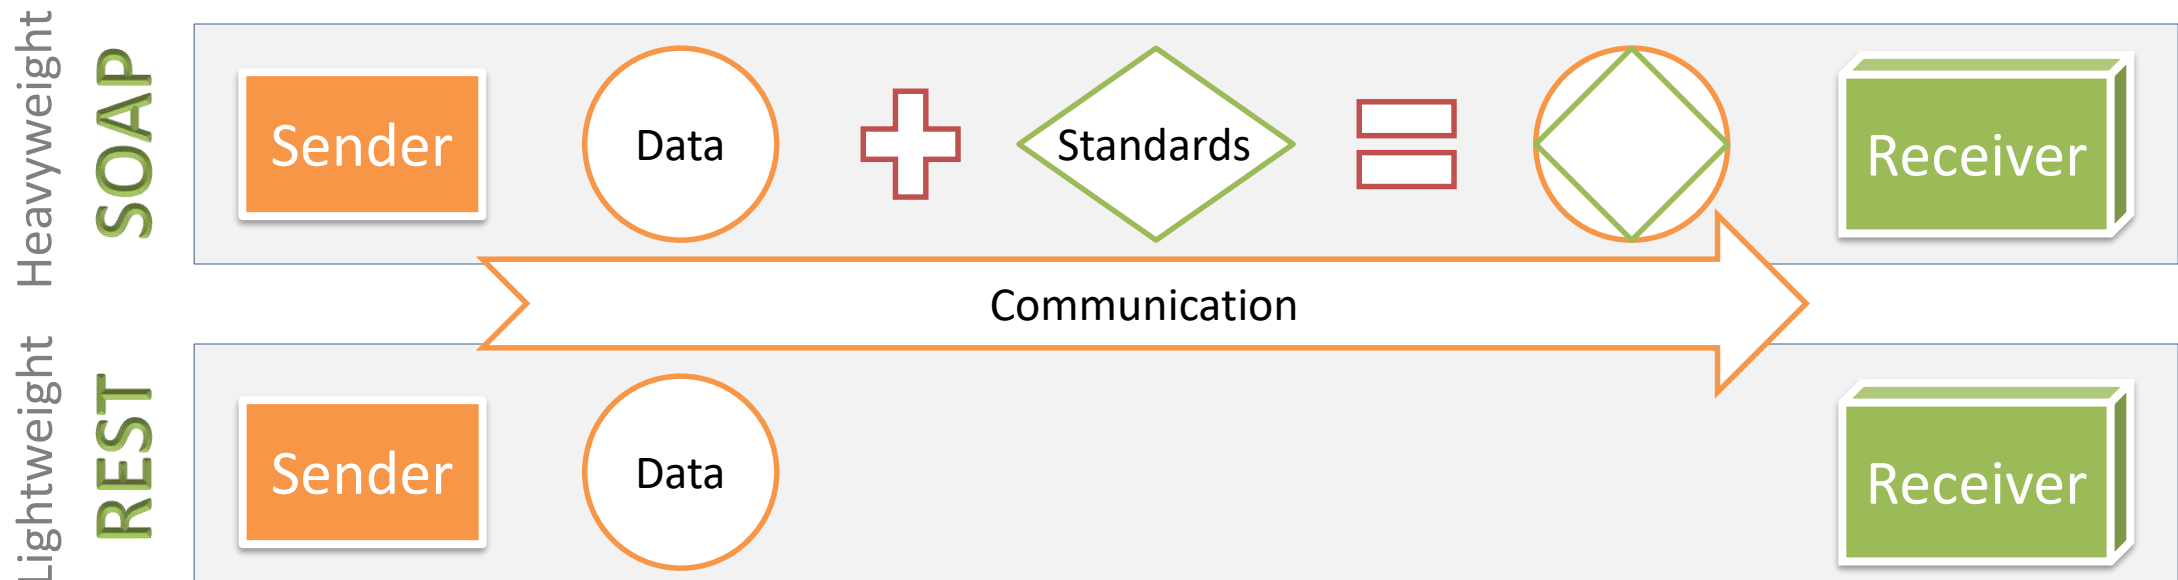 Heavyweight
SOAP
Sender
Data
Standards
Receiver
Communication
Lightweight
REST
Sender
Data
Receiver